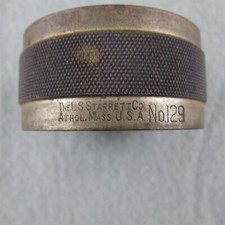 The L.S. Starrett Co.
Athol, Mass. U.S.A. No. 129